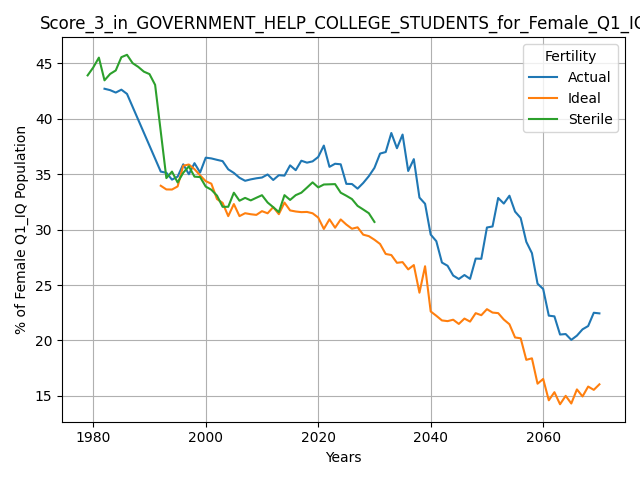 Score_3_in_GOVERNMENT_HELP_COLLEGE_STUDENTS_for_Female_Q1_IQ
Fertility
Actual
Ideal
Sterile
% of Female Q1_IQ Population
45
40
35
30
25
20
15
1980 2000 2020 2040 2060
Years